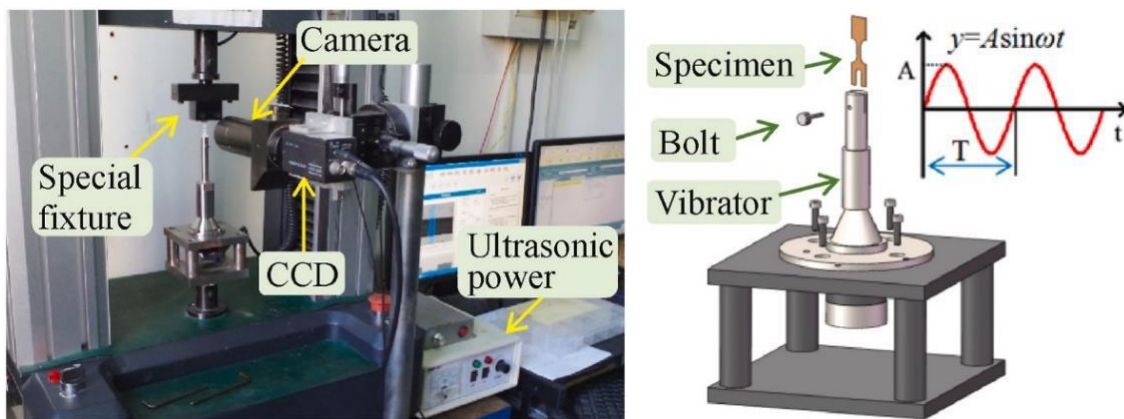 Camera
Special
fixture
CCD
Ultrasonic
power
Specimen
Bolt
Vibrator
y=Asinωt
A
T
t